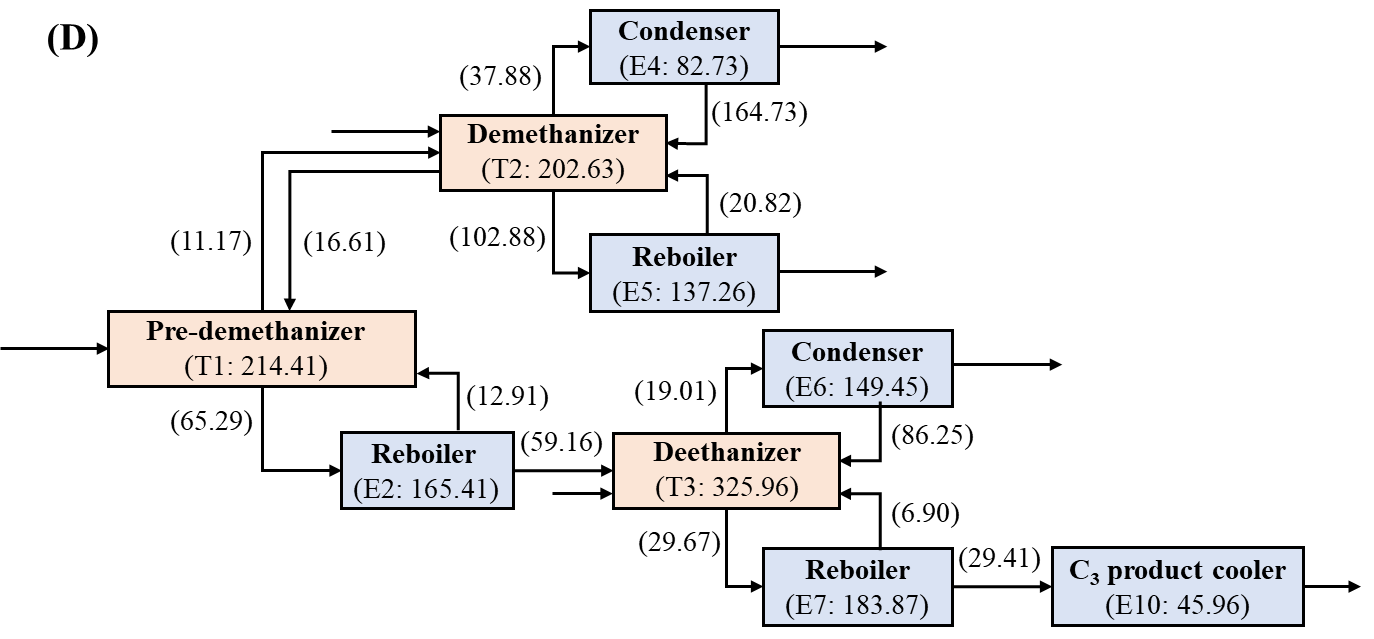 (D)
Condenser
(E4: 82.73)
(37.88)
(164.73)
Demethanizer
(T2: 202.63)
(20.82)
(11.17)
(16.61)
(102.88)
Reboiler
(E5: 137.26)
Pre-demethanizer
(T1: 214.41)
Condenser
(E6: 149.45)
(19.01)
(12.91)
(65.29)
(86.25)
(59.16)
Reboiler
(E2: 165.41)
Deethanizer
(T3: 325.96)
(6.90)
(29.67)
(29.41)
Reboiler
(E7: 183.87)
C₃ product cooler
(E10: 45.96)